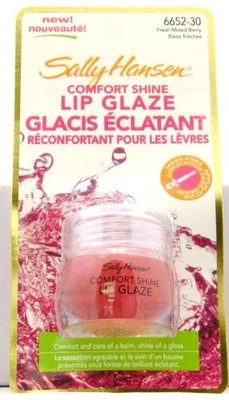 new!
nouveauté!
6652-30
Fresh Mixed Berry
Baies fraîches
Sally Hansen®
COMFORT SHINE
LIP GLAZE
GLACIS ÉCLATANT
RÉCONFORTANT POUR LES LÈVRES
Sally Hansen
COMFORT SHINE
LIP GLAZE
Comfort and care of a balm, shine of a gloss
La sensation agréable et le soin d'un baume
présentés sous forme de brillant éclatant.